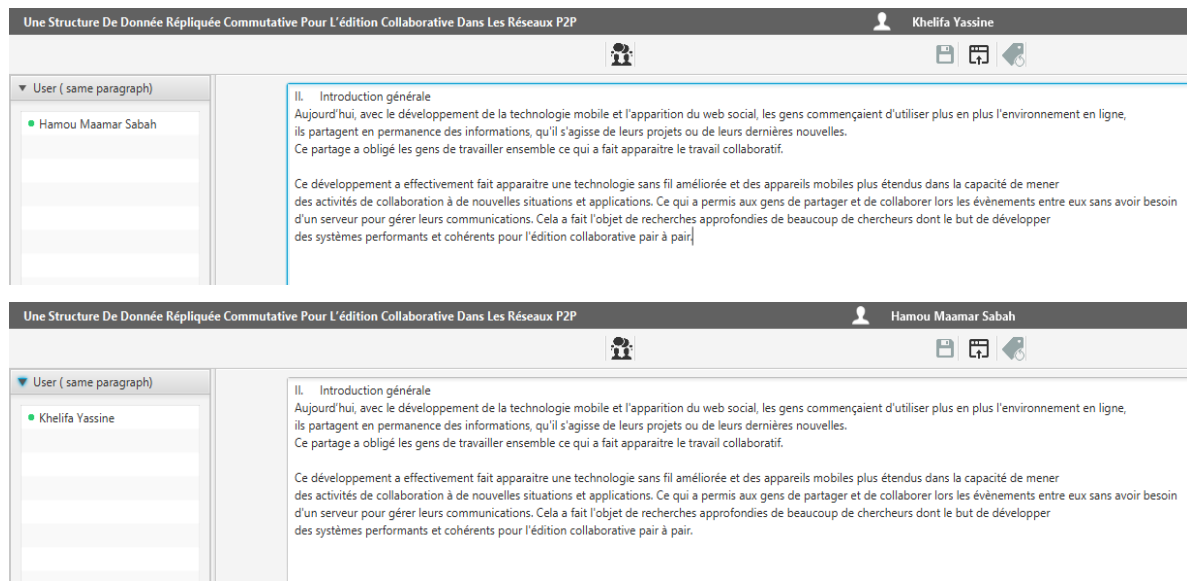 Une Structure De Donnée Répliquée Commutative Pour L'édition Collaborative Dans Les Réseaux P2P
Khelifa Yassine
User ( same paragraph)
Hamou Maamar Sabah
II. Introduction générale
Aujourd'hui, avec le développement de la technologie mobile et l'apparition du web social, les gens commençaient d'utiliser plus en plus l'environnement en ligne,
ils partagent en permanence des informations, qu'il s'agisse de leurs projets ou de leurs dernières nouvelles.
Ce partage a obligé les gens de travailler ensemble ce qui a fait apparaitre le travail collaboratif.
Ce développement a effectivement fait apparaitre une technologie sans fil améliorée et des appareils mobiles plus étendus dans la capacité de mener
des activités de collaboration à de nouvelles situations et applications. Ce qui a permis aux gens de partager et de collaborer lors les évènements entre eux sans avoir besoin
d'un serveur pour gérer leurs communications. Cela a fait l'objet de recherches approfondies de beaucoup de chercheurs dont le but de développer
des systèmes performants et cohérents pour l'édition collaborative pair à pair.
Une Structure De Donnée Répliquée Commutative Pour L'édition Collaborative Dans Les Réseaux P2P
Hamou Maamar Sabah
User ( same paragraph)
Khelifa Yassine
II. Introduction générale
Aujourd'hui, avec le développement de la technologie mobile et l'apparition du web social, les gens commençaient d'utiliser plus en plus l'environnement en ligne,
ils partagent en permanence des informations, qu'il s'agisse de leurs projets ou de leurs dernières nouvelles.
Ce partage a obligé les gens de travailler ensemble ce qui a fait apparaitre le travail collaboratif.
Ce développement a effectivement fait apparaitre une technologie sans fil améliorée et des appareils mobiles plus étendus dans la capacité de mener
des activités de collaboration à de nouvelles situations et applications. Ce qui a permis aux gens de partager et de collaborer lors les évènements entre eux sans avoir besoin
d'un serveur pour gérer leurs communications. Cela a fait l'objet de recherches approfondies de beaucoup de chercheurs dont le but de développer
des systèmes performants et cohérents pour l'édition collaborative pair à pair.